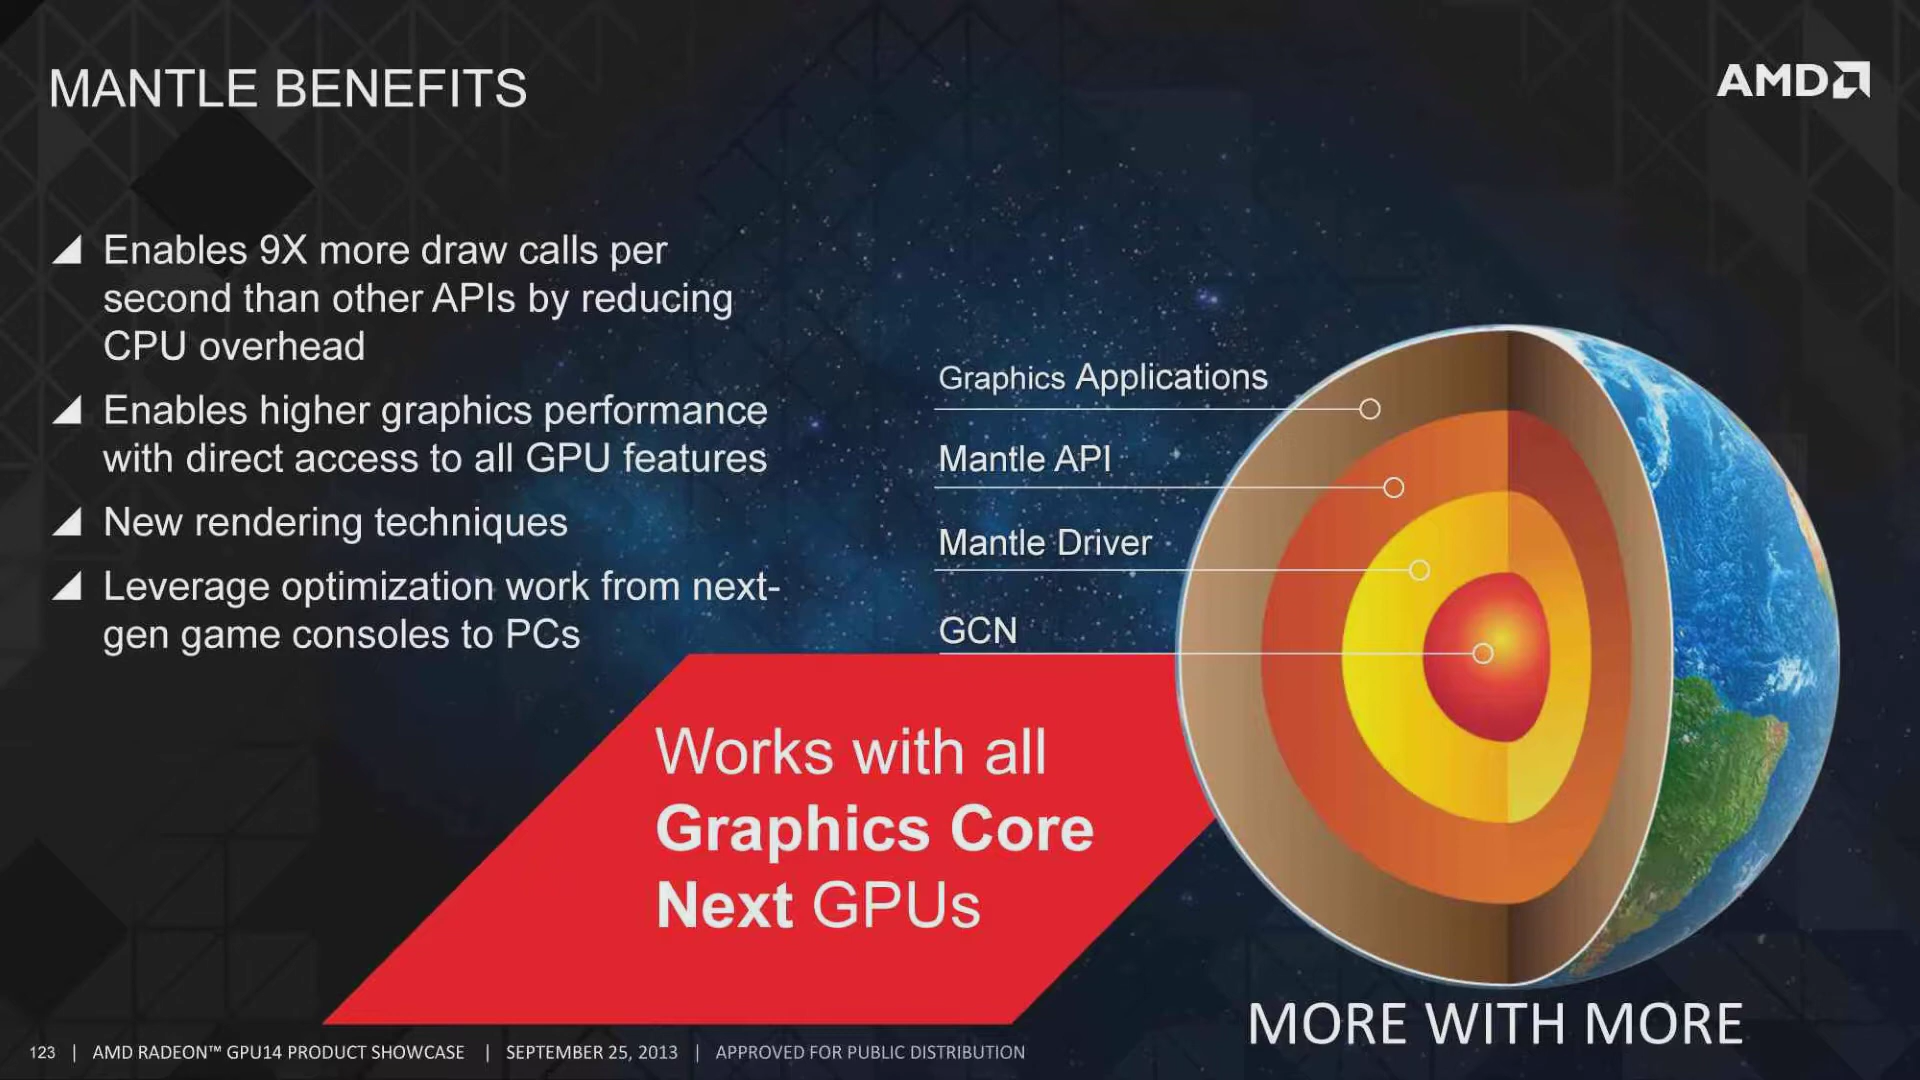 MANTLE BENEFITS
AMD
Enables 9X more draw calls per
second than other APIs by reducing
CPU overhead
Enables higher graphics performance
with direct access to all GPU features
New rendering techniques
Leverage optimization work from next-
gen game consoles to PCs
Graphics Applications
Mantle API
Mantle Driver
GCN
Works with all
Graphics Core
Next GPUs
MORE WITH MORE
123 | AMD RADEON™ GPU14 PRODUCT SHOWCASE | SEPTEMBER 25, 2013 | APPROVED FOR PUBLIC DISTRIBUTION